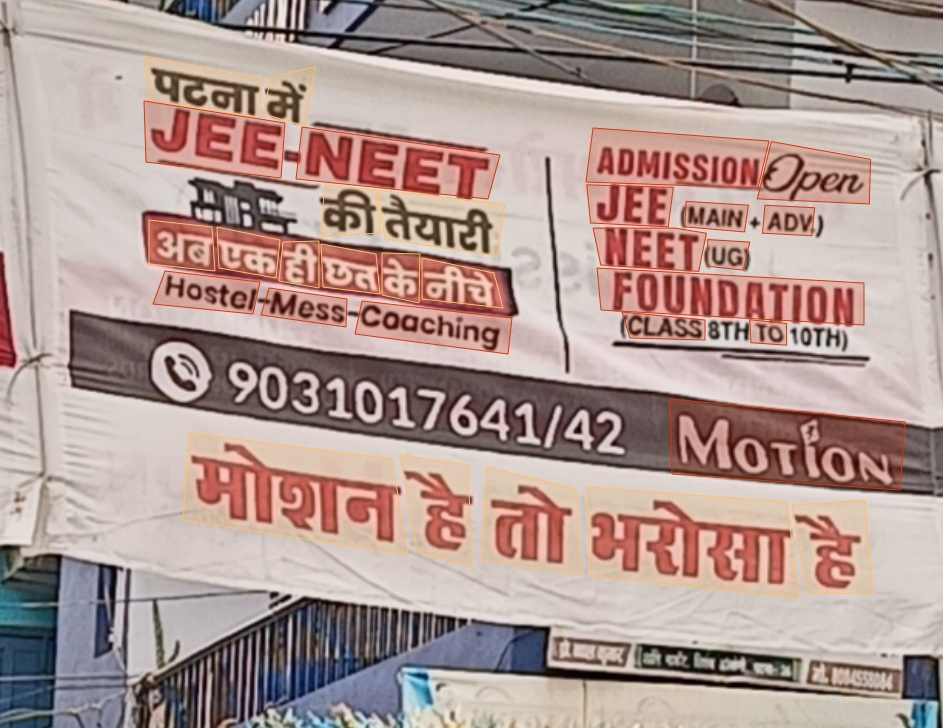 पटना में
JEE-NEET
की तैयारी
अब एक ही छत के नीचे
Hostel-Mess-Coaching
ADMISSION Open
JEE (MAIN + ADV.)
NEET (UG)
FOUNDATION
(CLASS 8TH TO 10TH)
9031017641/42 MOTION
मोशन है तो भरोसा है